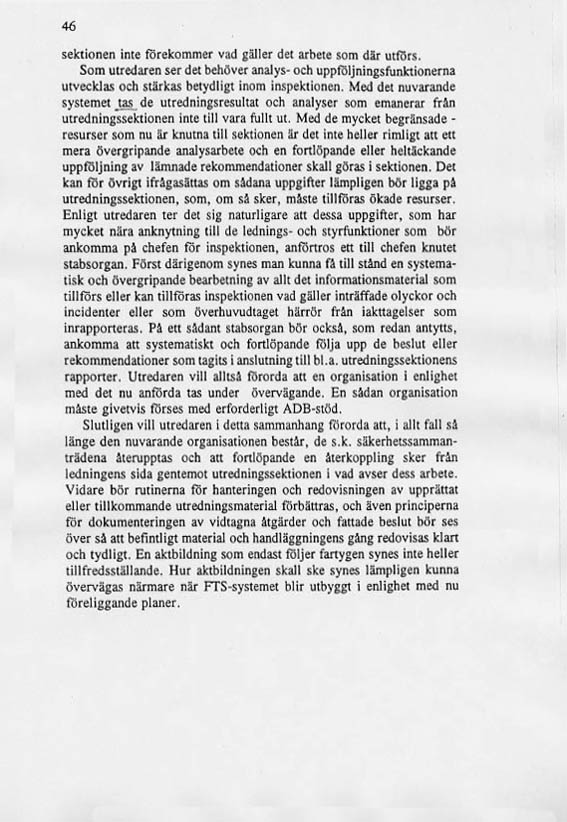 46
sektionen inte förekommer vad gäller det arbete som där utförs.
Som utredaren ser det behöver analys- och uppföljningsfunktionerna
utvecklas och stärkas betydligt inom inspektionen. Med det nuvarande
systemet tas de utredningsresultat och analyser som emanerar från
utredningssektionen inte till vara fullt ut. Med de mycket begränsade -
resurser som nu är knutna till sektionen är det inte heller rimligt att ett
mera övergripande analysarbete och en fortlöpande eller heltäckande
uppföljning av lämnade rekommendationer skall göras i sektionen. Det
kan för övrigt ifrågasättas om sådana uppgifter lämpligen bör ligga på
utredningssektionen, som, om så sker, måste tillföras ökade resurser.
Enligt utredaren ter det sig naturligare att dessa uppgifter, som har
mycket nära anknytning till de lednings- och styrfunktioner som bör
ankomma på chefen för inspektionen, anförtros ett till chefen knutet
stabsorgan. Först därigenom synes man kunna få till stånd en systema-
tisk och övergripande bearbetning av allt det informationsmaterial som
tillförs eller kan tillföras inspektionen vad gäller inträffade olyckor och
incidenter eller som överhuvudtaget härrör från iakttagelser som
inrapporteras. På ett sådant stabsorgan bör också, som redan antytts,
ankomma att systematiskt och fortlöpande följa upp de beslut eller
rekommendationer som tagits i anslutning till bl.a. utredningssektionens
rapporter. Utredaren vill alltså förorda att en organisation i enlighet
med det nu anförda tas under övervägande. En sådan organisation
måste givetvis förses med erforderligt ADB-stöd.
Slutligen vill utredaren i detta sammanhang förorda att, i allt fall så
länge den nuvarande organisationen består, de s.k. säkerhetssamman-
trädena återupptas och att fortlöpande en återkoppling sker från
ledningens sida gentemot utredningssektionen i vad avser dess arbete.
Vidare bör rutinerna för hanteringen och redovisningen av upprättat
eller tillkommande utredningsmaterial förbättras, och även principerna
för dokumenteringen av vidtagna åtgärder och fattade beslut bör ses
över så att befintligt material och handläggningens gång redovisas klart
och tydligt. En aktbildning som endast följer fartygen synes inte heller
tillfredsställande. Hur aktbildningen skall ske synes lämpligen kunna
övervägas närmare när FTS-systemet blir utbyggt i enlighet med nu
föreliggande planer.